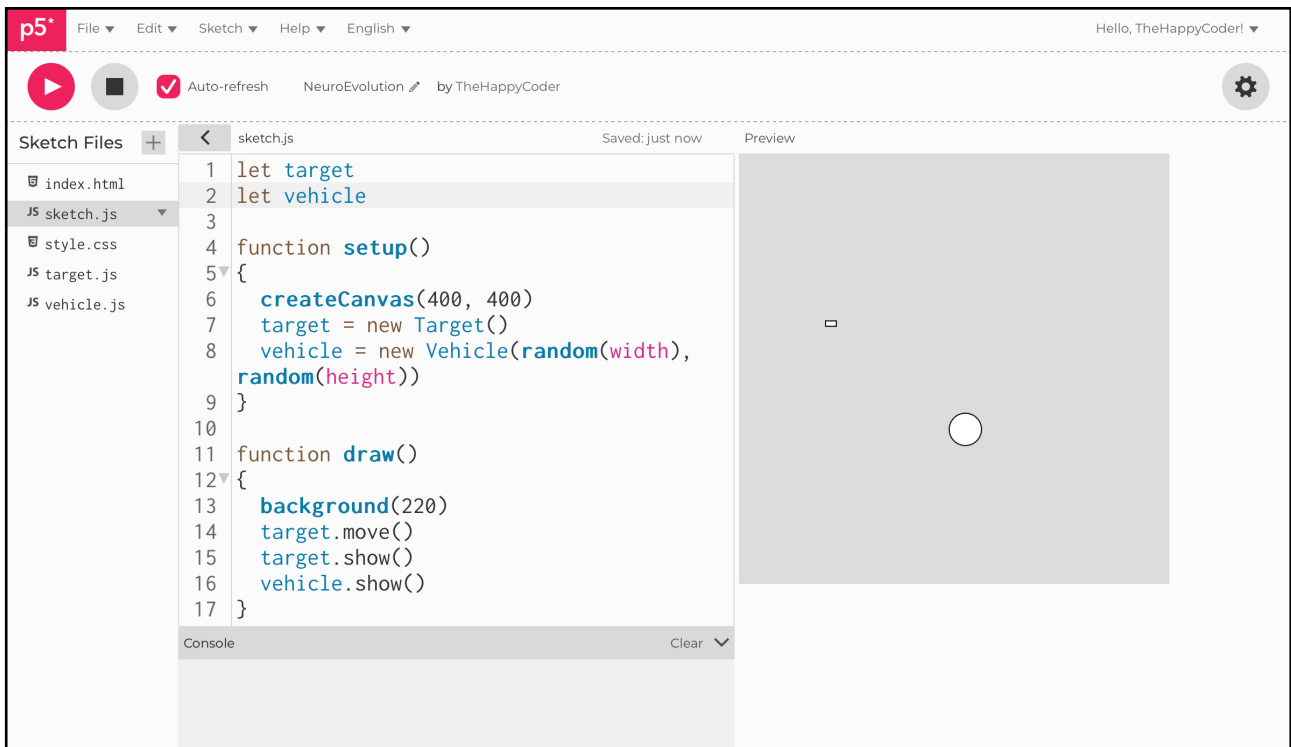 p5* File Edit Sketch Help English Hello, TheHappyCoder!
Auto-refresh NeuroEvolution by TheHappyCoder
Sketch Files + sketch.js Saved: just now Preview
index.html
JS sketch.js
style.css
JS target.js
JS vehicle.js
1 let target
2 let vehicle
3
4 function setup()
5 {
6 createCanvas(400, 400)
7 target = new Target()
8 vehicle = new Vehicle(random(width),
random(height))
9 }
10
11 function draw()
12 {
13 background(220)
14 target.move()
15 target.show()
16 vehicle.show()
17 }
Console Clear